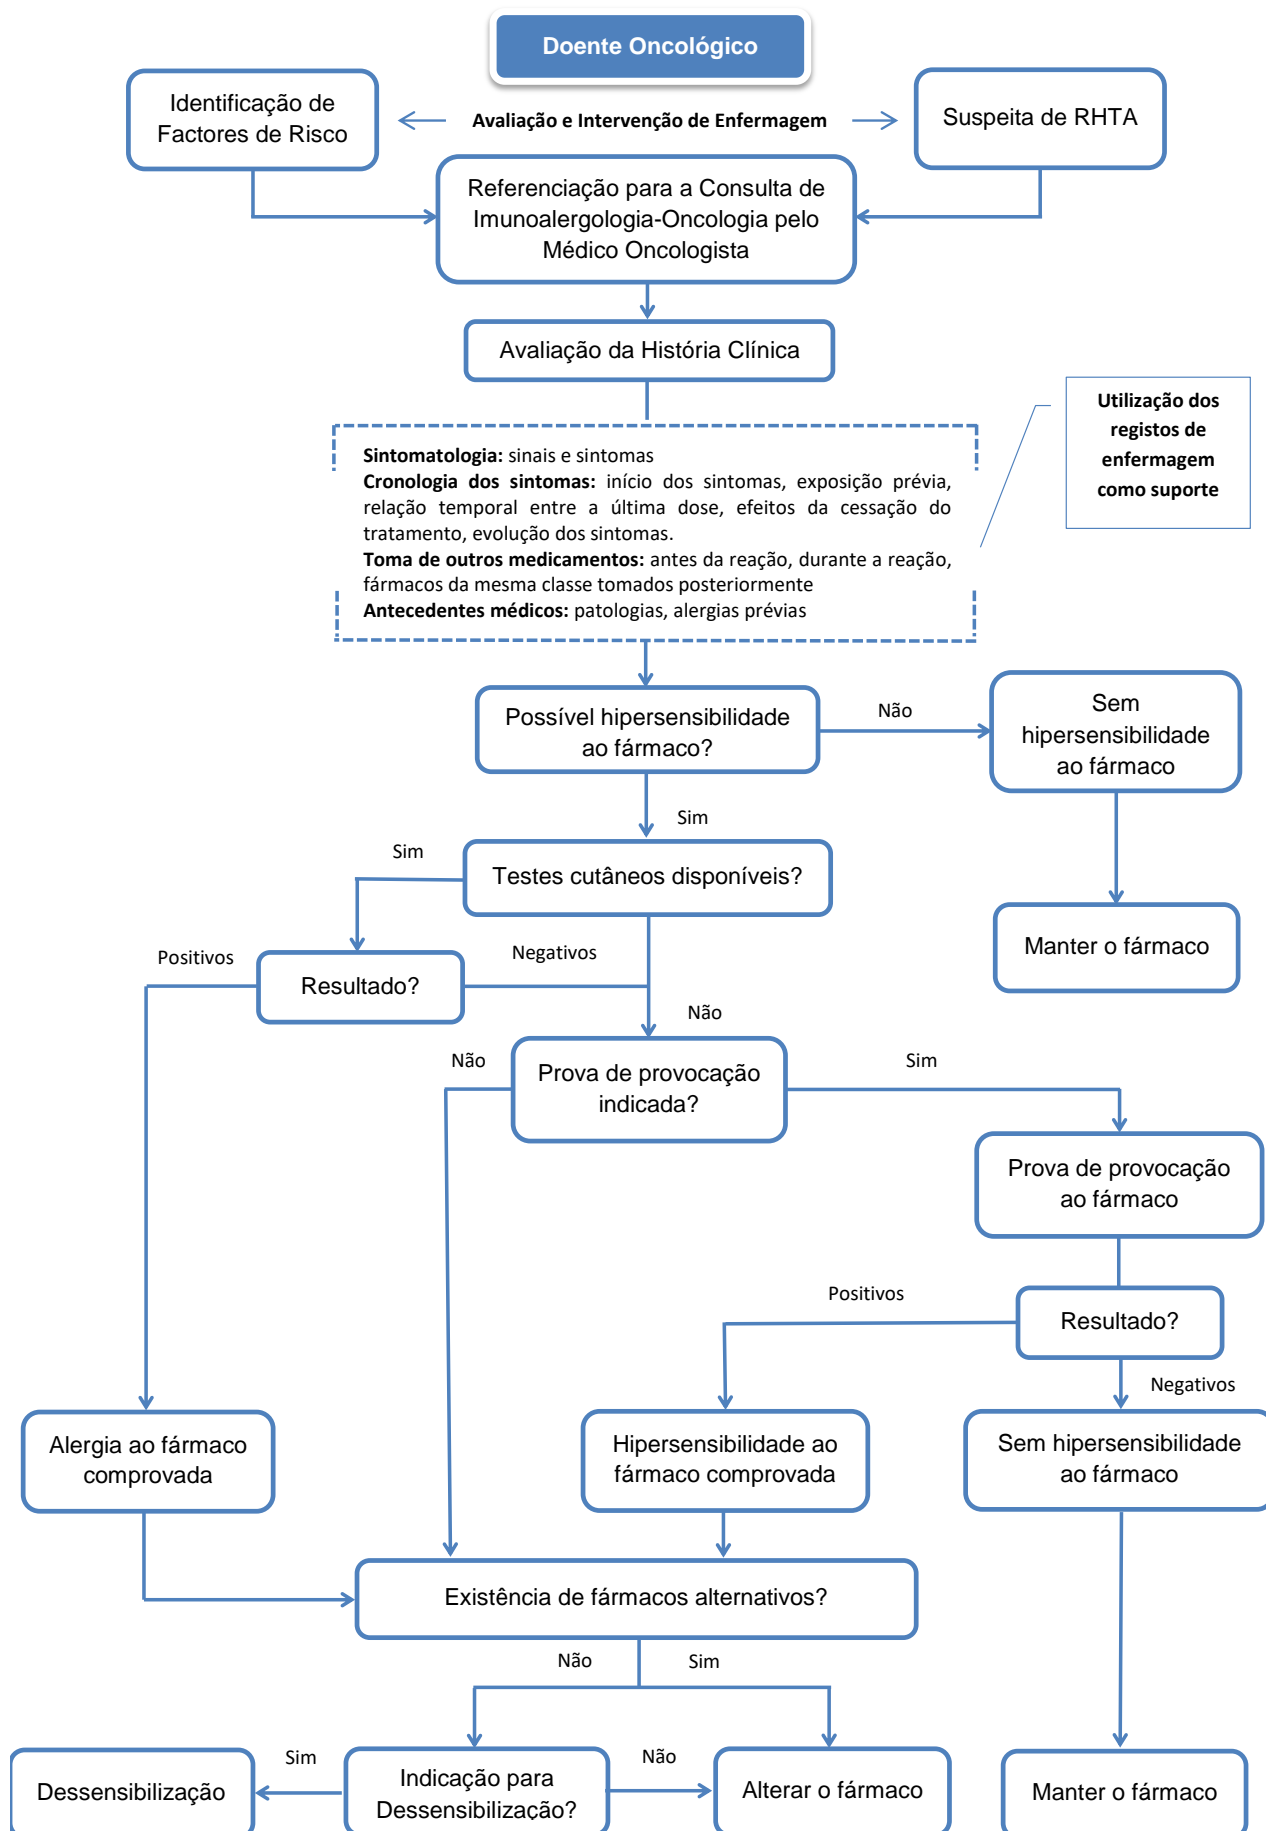 Doente Oncológico
Identificação de
Factores de Risco
Avaliação e Intervenção de Enfermagem
Suspeita de RHTA
Referenciação para a Consulta de
Imunoalergologia-Oncologia pelo
Médico Oncologista
Avaliação da História Clínica
Utilização dos
registos de
enfermagem
como suporte
Sintomatologia: sinais e sintomas
Cronologia dos sintomas: início dos sintomas, exposição prévia,
relação temporal entre a última dose, efeitos da cessação do
tratamento, evolução dos sintomas.
Toma de outros medicamentos: antes da reação, durante a reação,
fármacos da mesma classe tomados posteriormente
Antecedentes médicos: patologias, alergias prévias
Possível hipersensibilidade
ao fármaco?
Não
Sem
hipersensibilidade
ao fármaco
Sim
Manter o fármaco
Testes cutâneos disponíveis?
Sim
Positivos
Resultado?
Negativos
Não
Prova de provocação
indicada?
Não
Sim
Prova de provocação
ao fármaco
Resultado?
Positivos
Negativos
Alergia ao fármaco
comprovada
Hipersensibilidade ao
fármaco comprovada
Sem hipersensibilidade
ao fármaco
Existência de fármacos alternativos?
Não
Sim
Dessensibilização
Sim
Indicação para
Dessensibilização?
Não
Alterar o fármaco
Manter o fármaco